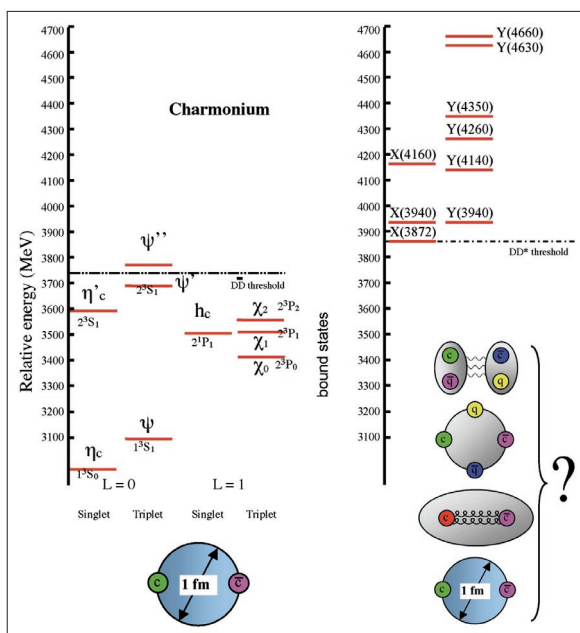 Relative energy (MeV)
4700
4600
4500
4400
4300
4200
4100
4000
3900
3800
3700
3600
3500
3400
3300
3200
3100
Charmonium
ψ''
ψ'
2³S₁
DD threshold
η'c
2³S₁
hc
2¹P₁
χ₂ 2³P₂
χ₁ 2³P₁
χ₀ 2³P₀
ψ
1³S₁
ηc
1³S₀
L = 0
L = 1
Singlet
Triplet
Singlet
Triplet
c
1 fm
c̅
bound states
4700
4600
4500
4400
4300
4200
4100
4000
3900
3800
3700
3600
3500
3400
3300
3200
3100
Y(4660)
Y(4630)
Y(4350)
Y(4260)
X(4160)
Y(4140)
X(3940)
Y(3940)
X(3872)
DD* threshold
c
c̅
q̅
q
q
c
c̅
q̅
c
c̅
c
1 fm
c̅
?